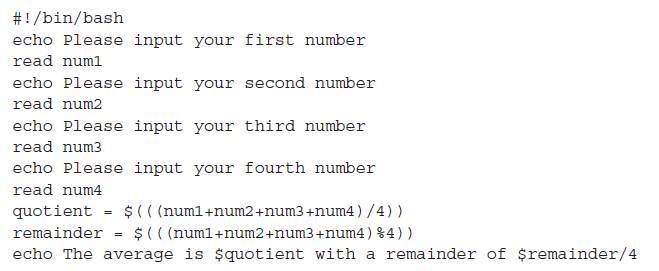 #!/bin/bash
echo Please input your first number
read num1
echo Please input your second number
read num2
echo Please input your third number
read num3
echo Please input your fourth number
read num4
quotient = $(((num1+num2+num3+num4)/4))
remainder = $(((num1+num2+num3+num4)%4))
echo The average is $quotient with a remainder of $remainder/4